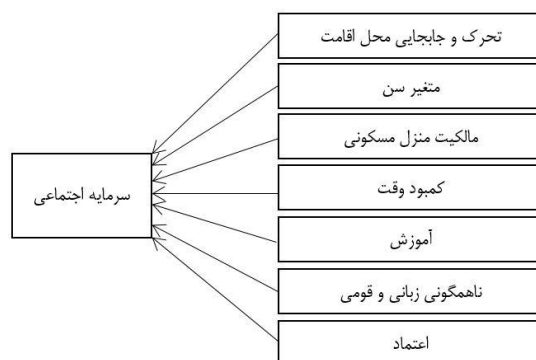 تحرک و جابجایی محل اقامت
متغیر سن
مالکیت منزل مسکونی
کمبود وقت
آموزش
ناهمگونی زبانی و قومی
اعتماد
سرمایه اجتماعی